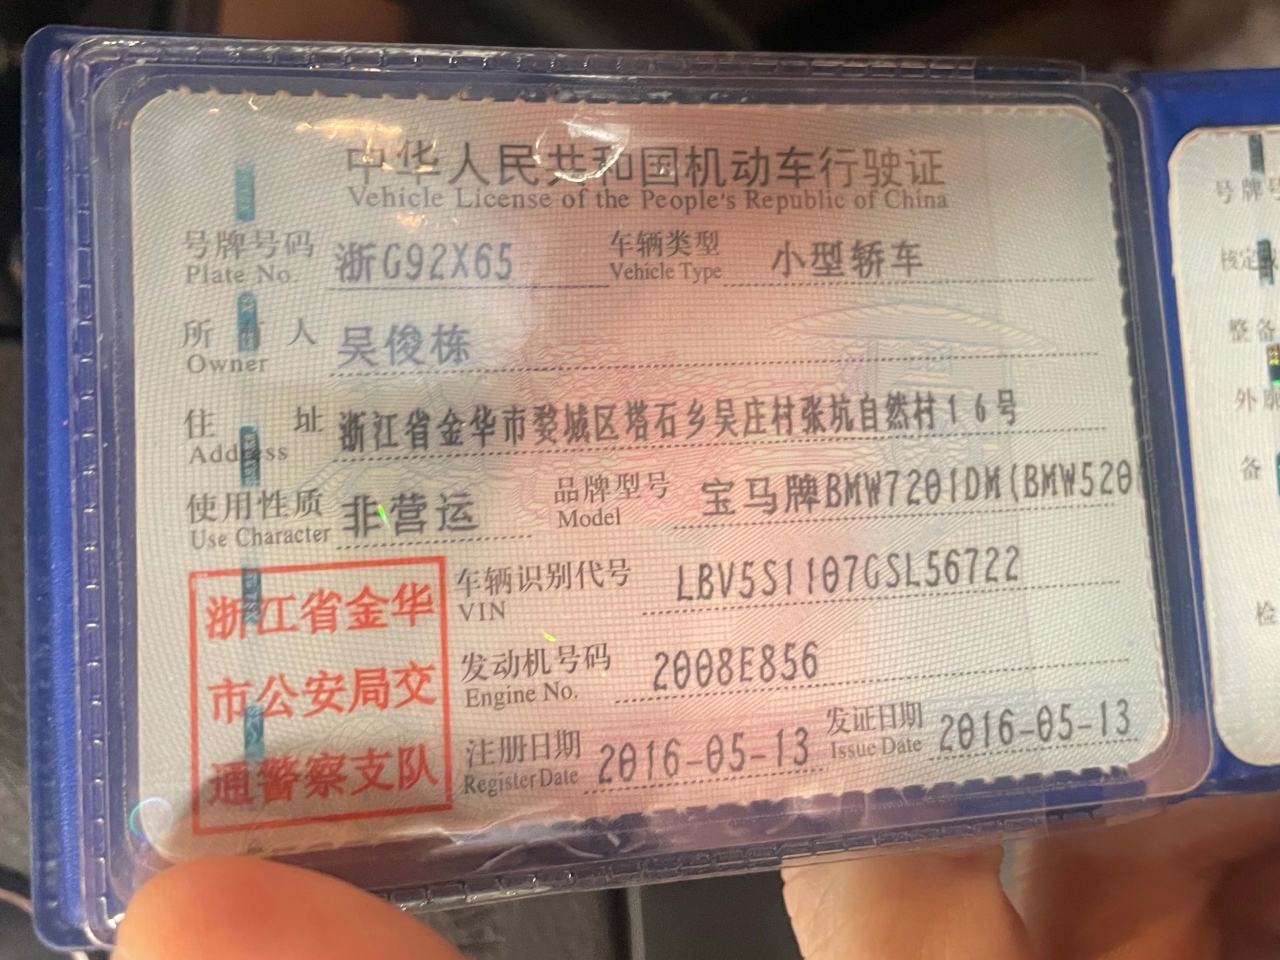 中华人民共和国机动车行驶证
Vehicle License of the People's Republic of China
号牌号码 浙G92X65 车辆类型 小型轿车
Plate No. Vehicle Type
所有人 吴俊栋
Owner
住址 浙江省金华市婺城区塔石乡吴庄村张坑自然村16号
Address
使用性质 非营运 品牌型号 宝马牌BMW7201DM(BMW520
Use Character Model
浙江省金华
市公安局交
通警察支队
车辆识别代号 LBV5S1107GSL56722
VIN
发动机号码 2008E856
Engine No.
注册日期 2016-05-13 发证日期 2016-05-13
Register Date Issue Date
号牌号
核定
整备
外廓
备
检